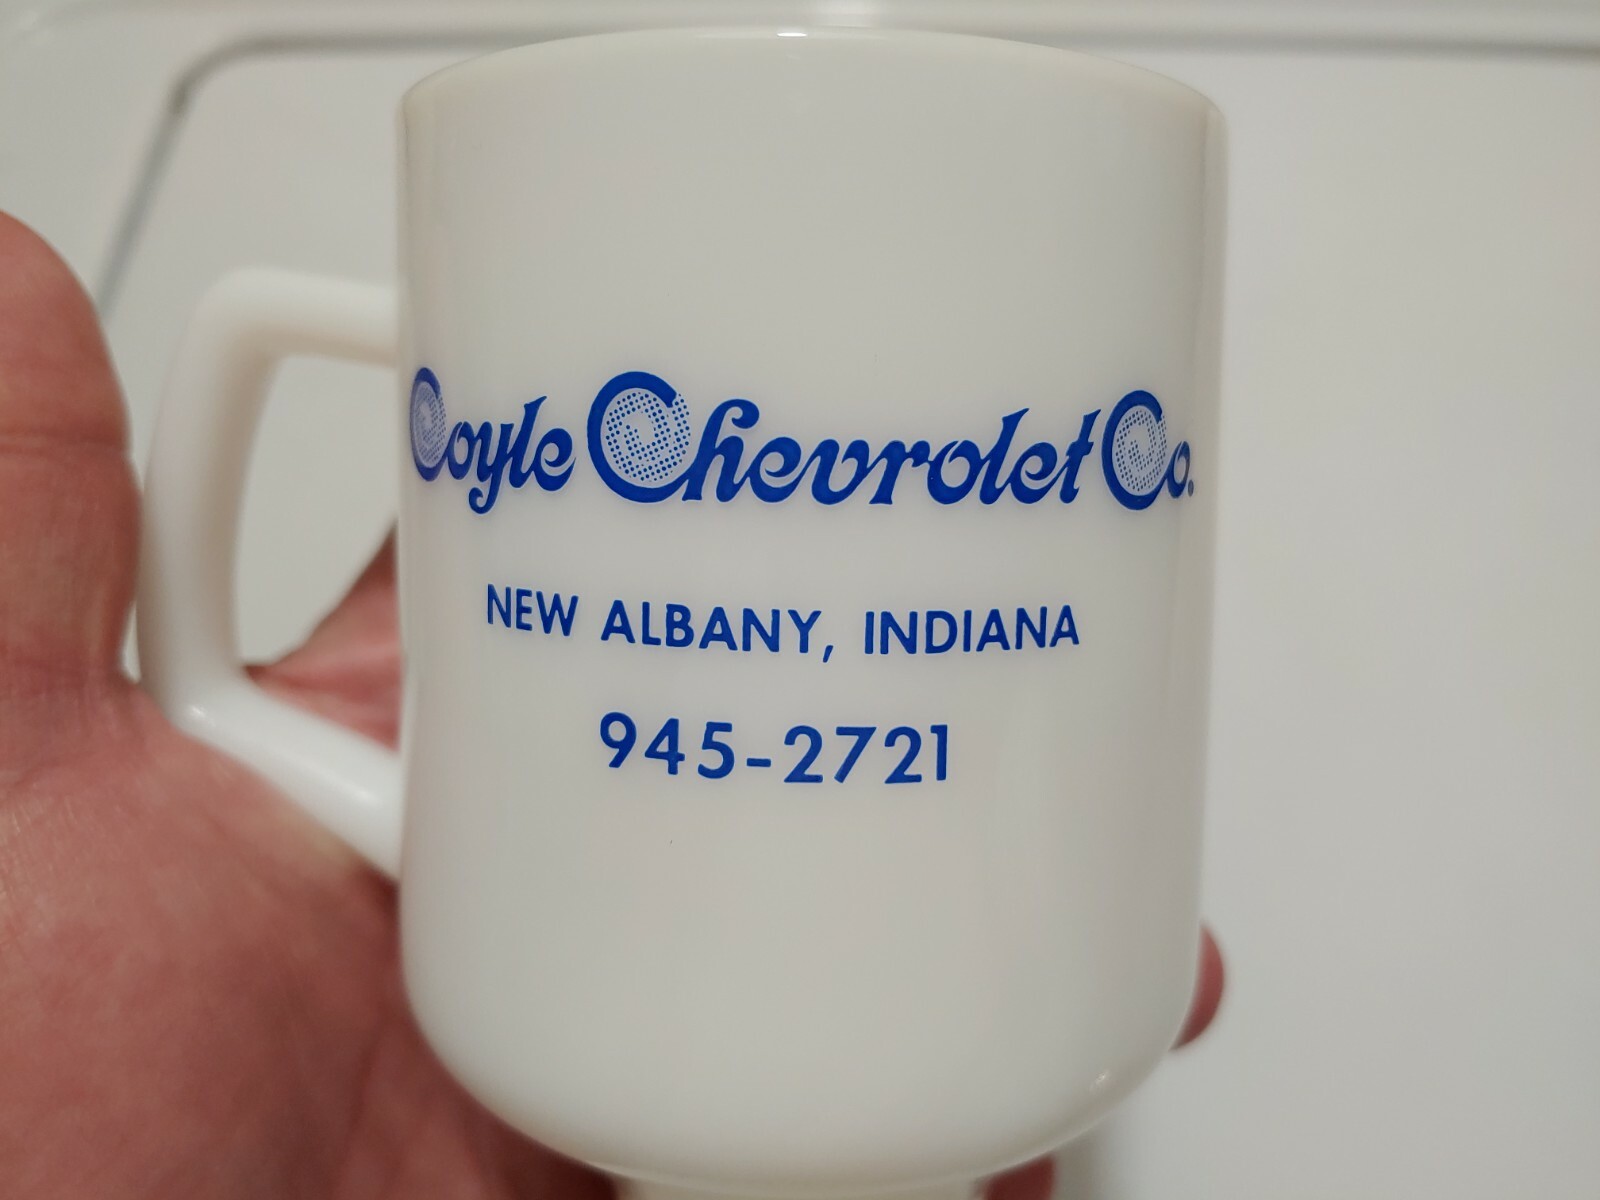 Coyle Chevrolet Co.
NEW ALBANY, INDIANA
945-2721